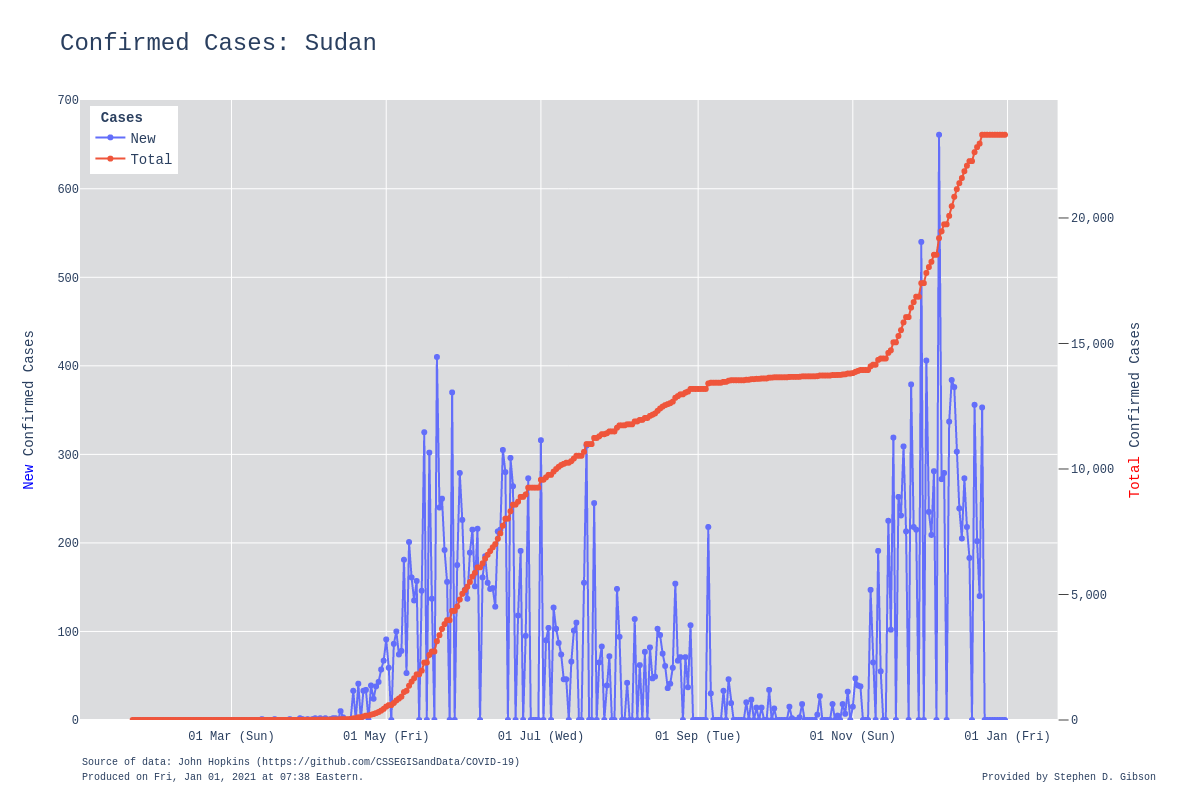 Confirmed Cases: Sudan
Cases
New
Total
700
600
500
400
300
200
100
0
New Confirmed Cases
20,000
15,000
10,000
5,000
0
Total Confirmed Cases
01 Mar (Sun)
01 May (Fri)
01 Jul (Wed)
01 Sep (Tue)
01 Nov (Sun)
01 Jan (Fri)
Source of data: John Hopkins (https://github.com/CSSEGISandData/COVID-19)
Produced on Fri, Jan 01, 2021 at 07:38 Eastern.
Provided by Stephen D. Gibson